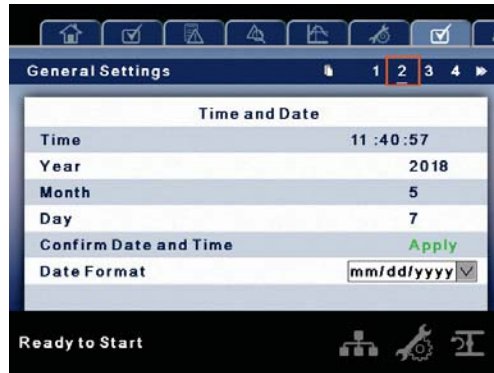 General Settings 1 2 3 4
Time and Date
Time 11 :40:57
Year 2018
Month 5
Day 7
Confirm Date and Time Apply
Date Format mm/dd/yyyy
Ready to Start